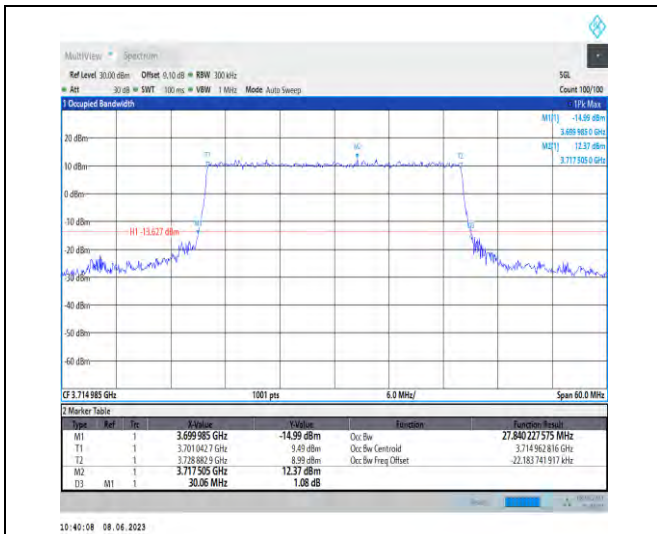 MultiView Spectrum
Ref Level 30.00 dBm Offset 9.10 dB RBW 300 kHz SGL
Att 30 dB SWT 100 ms VBW 1 MHz Mode Auto Sweep Count 100/100
1 Occupied Bandwidth 1Pk Max
M1[1] -14.99 dBm
3.699 985 0 GHz
20 dBm
M2[1] 12.37 dBm
3.717 505 0 GHz
T1 M2 T2
10 dBm
0 dBm
-10 dBm
M1
H1 -13.627 dBm
D3
-20 dBm
-30 dBm
-40 dBm
-50 dBm
-60 dBm
CF 3.714 985 GHz 1001 pts 6.0 MHz/ Span 60.0 MHz
2 Marker Table
Type Ref Trc X-Value Y-Value Function Function Result
M1 1 3.699 985 GHz -14.99 dBm Occ Bw 27.840 227 575 MHz
T1 1 3.701 042 7 GHz 9.49 dBm Occ Bw Centroid 3.714 962 816 GHz
T2 1 3.728 882 9 GHz 8.99 dBm Occ Bw Freq Offset -22.183 741 917 kHz
M2 1 3.717 505 GHz 12.37 dBm
D3 M1 1 30.06 MHz 1.08 dB
10:40:08 08.06.2023